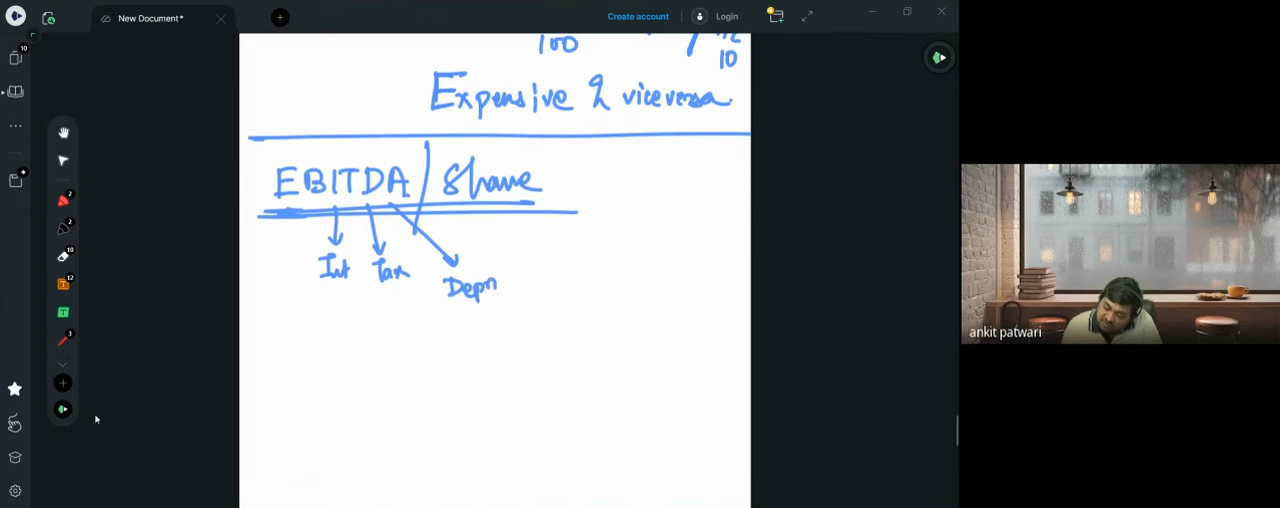 New Document*
Create account
Login
100
10
Expensive & viceversa.
EBITDA / Share
Int Tax Depn
ankit patwari